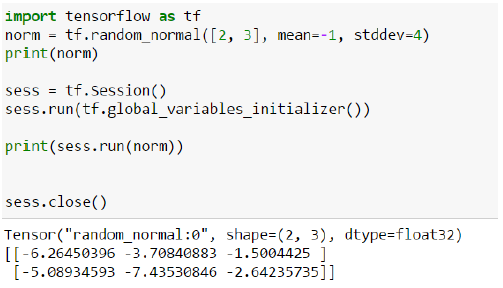 import tensorflow as tf
norm = tf.random_normal([2, 3], mean=-1, stddev=4)
print(norm)
sess = tf.Session()
sess.run(tf.global_variables_initializer())
print(sess.run(norm))
sess.close()
Tensor("random_normal:0", shape=(2, 3), dtype=float32)
[[-6.26450396 -3.70840883 -1.5004425 ]
 [-5.08934593 -7.43530846 -2.64235735]]